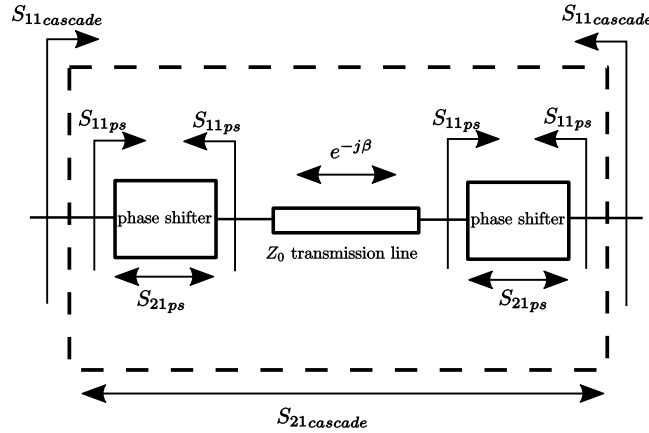 S11cascade
S11cascade
S11ps
S11ps
S11ps
S11ps
e^-jβ
phase shifter
phase shifter
Z0 transmission line
S21ps
S21ps
S21cascade